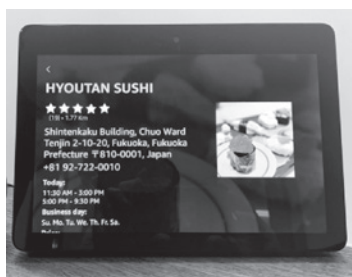 HYOUTAN SUSHI
(19) • 1.77 Km
Shintenkaku Building, Chuo Ward
Tenjin 2-10-20, Fukuoka, Fukuoka
Prefecture 〒810-0001, Japan
+81 92-722-0010
Today:
11:30 AM - 3:00 PM
5:00 PM - 9:30 PM
Business day:
Su. Mo. Tu. We. Th. Fr. Sa.